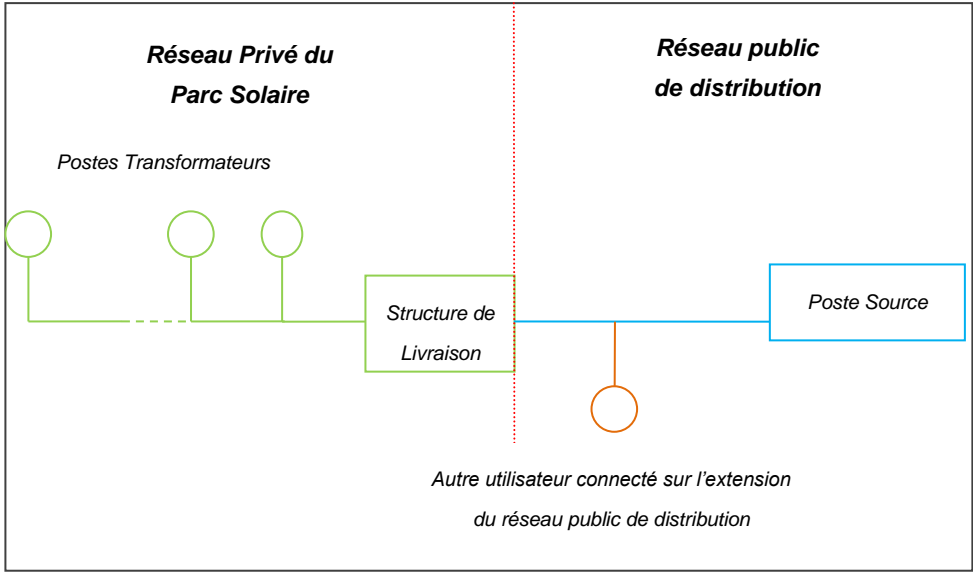 Réseau Privé du
Parc Solaire
Réseau public
de distribution
Postes Transformateurs
Structure de
Livraison
Poste Source
Autre utilisateur connecté sur l'extension
du réseau public de distribution